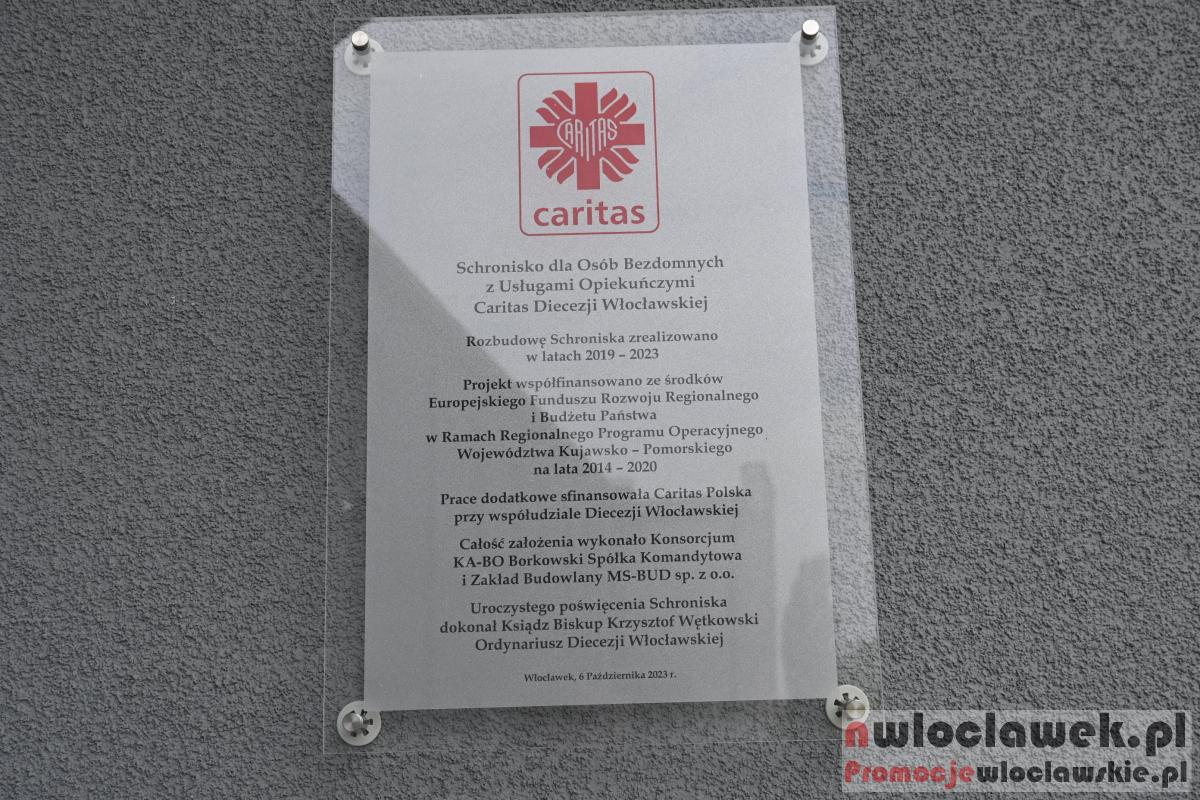 CARITAS
caritas
Schronisko dla Osób Bezdomnych
z Usługami Opiekuńczymi
Caritas Diecezji Włocławskiej
Rozbudowę Schroniska zrealizowano
w latach 2019 – 2023
Projekt współfinansowano ze środków
Europejskiego Funduszu Rozwoju Regionalnego
i Budżetu Państwa
w Ramach Regionalnego Programu Operacyjnego
Województwa Kujawsko – Pomorskiego
na lata 2014 – 2020
Prace dodatkowe sfinansowała Caritas Polska
przy współudziale Diecezji Włocławskiej
Całość założenia wykonało Konsorcjum
KA-BO Borkowski Spółka Komandytowa
i Zakład Budowlany MS-BUD sp. z o.o.
Uroczystego poświęcenia Schroniska
dokonał Ksiądz Biskup Krzysztof Wętkowski
Ordynariusz Diecezji Włocławskiej
Włocławek, 6 Października 2023 r.
nwloclawek.pl
Promocjewloclawskie.pl